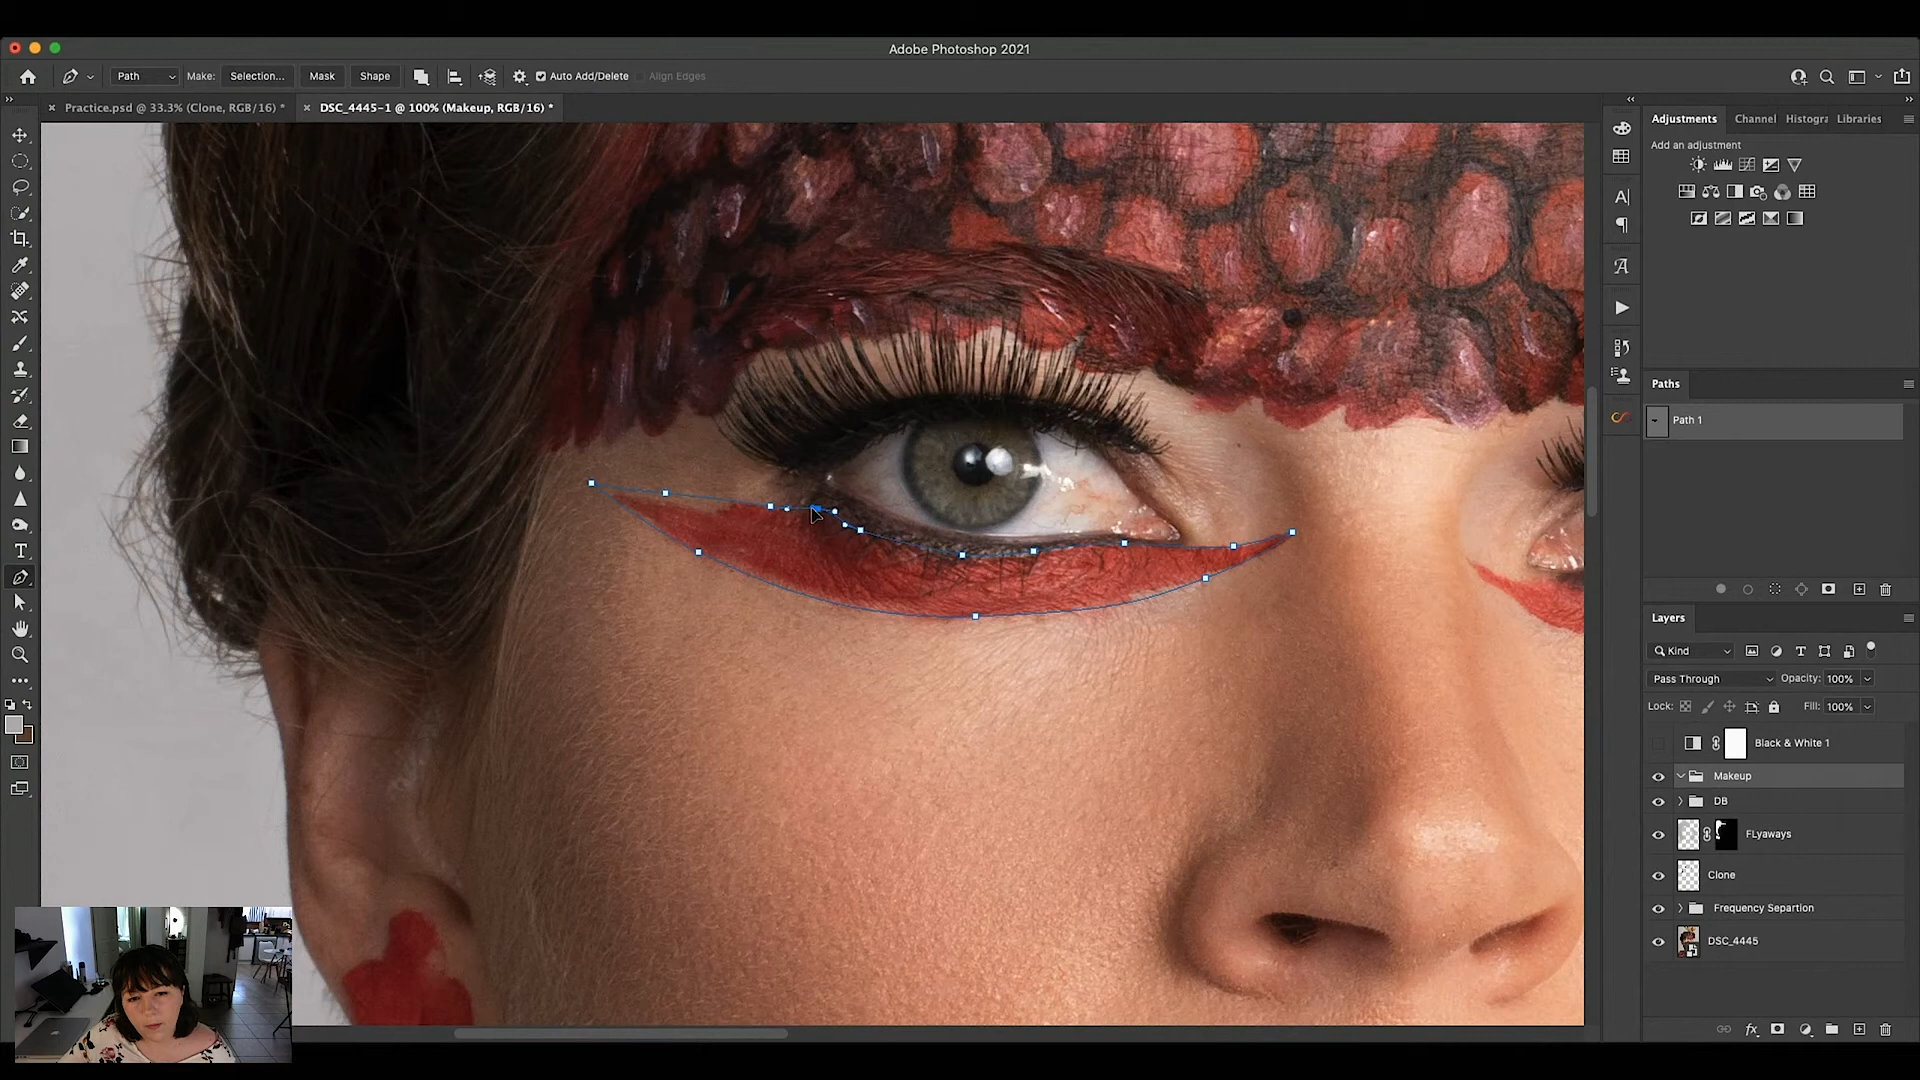 Adobe Photoshop 2021
Path Make: Selection... Mask Shape Auto Add/Delete Align Edges
Practice.psd @ 33.3% (Clone, RGB/16) * DSC_4445-1 @ 100% (Makeup, RGB/16) *
Adjustments Channel Histogra Libraries
Add an adjustment
Paths
Path 1
Layers
Kind
Pass Through Opacity: 100%
Lock: Fill: 100%
Black & White 1
Makeup
DB
FLyaways
Clone
Frequency Separtion
DSC_4445